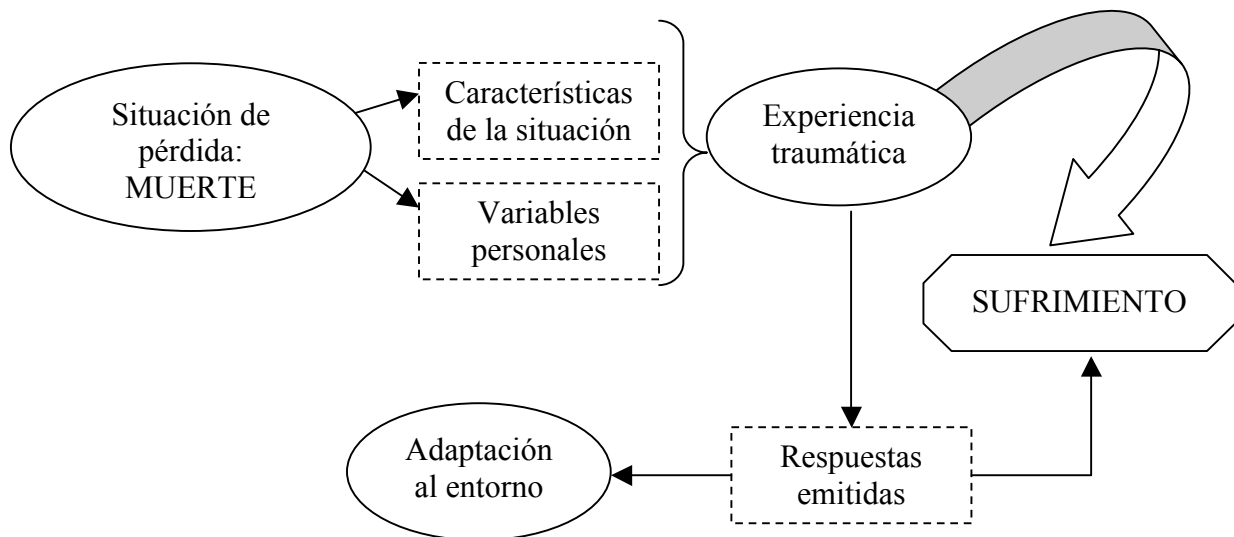 Situación de
pérdida:
MUERTE
Características
de la situación
Variables
personales
Experiencia
traumática
SUFRIMIENTO
Adaptación
al entorno
Respuestas
emitidas